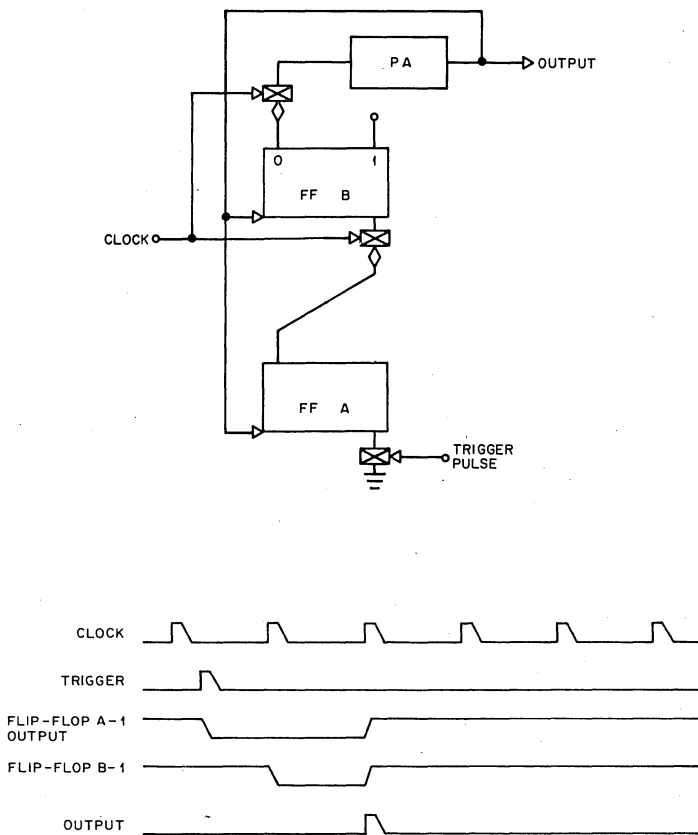 PA
OUTPUT
0 1
FF B
CLOCK
FF A
TRIGGER
PULSE
CLOCK
TRIGGER
FLIP-FLOP A-1
OUTPUT
FLIP-FLOP B-1
OUTPUT